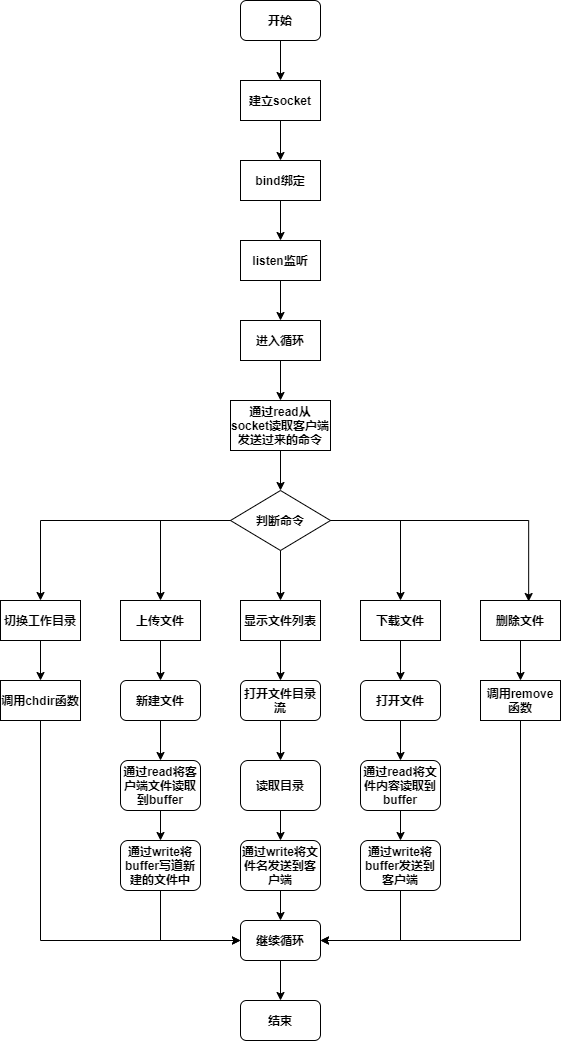 开始
建立socket
bind绑定
listen监听
进入循环
通过read从
socket读取客户端
发送过来的命令
判断命令
切换工作目录
上传文件
显示文件列表
下载文件
删除文件
调用chdir函数
新建文件
打开文件目录
流
打开文件
调用remove
函数
通过read将客
户端文件读取
到buffer
读取目录
通过read将文
件内容读取到
buffer
通过write将
buffer写道新
建的文件中
通过write将文
件名发送到客
户端
通过write将
buffer发送到
客户端
继续循环
结束